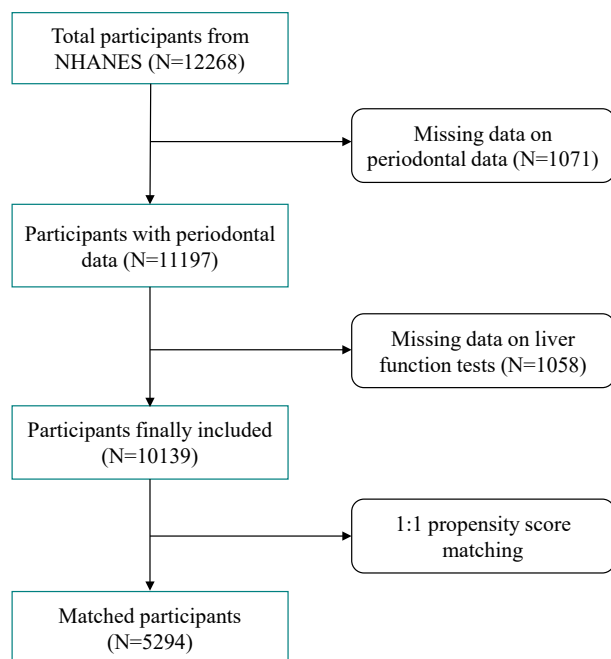 Total participants from
NHANES (N=12268)
Missing data on
periodontal data (N=1071)
Participants with periodontal
data (N=11197)
Missing data on liver
function tests (N=1058)
Participants finally included
(N=10139)
1:1 propensity score
matching
Matched participants
(N=5294)